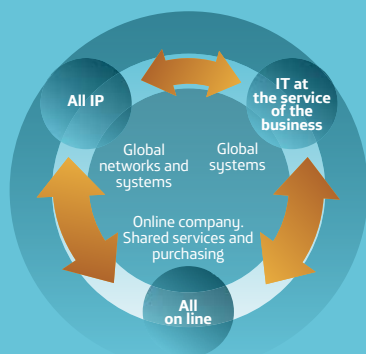 All IP
IT at
the service
of the
business
Global
networks and
systems
Global
systems
Online company.
Shared services and
purchasing
All
on line